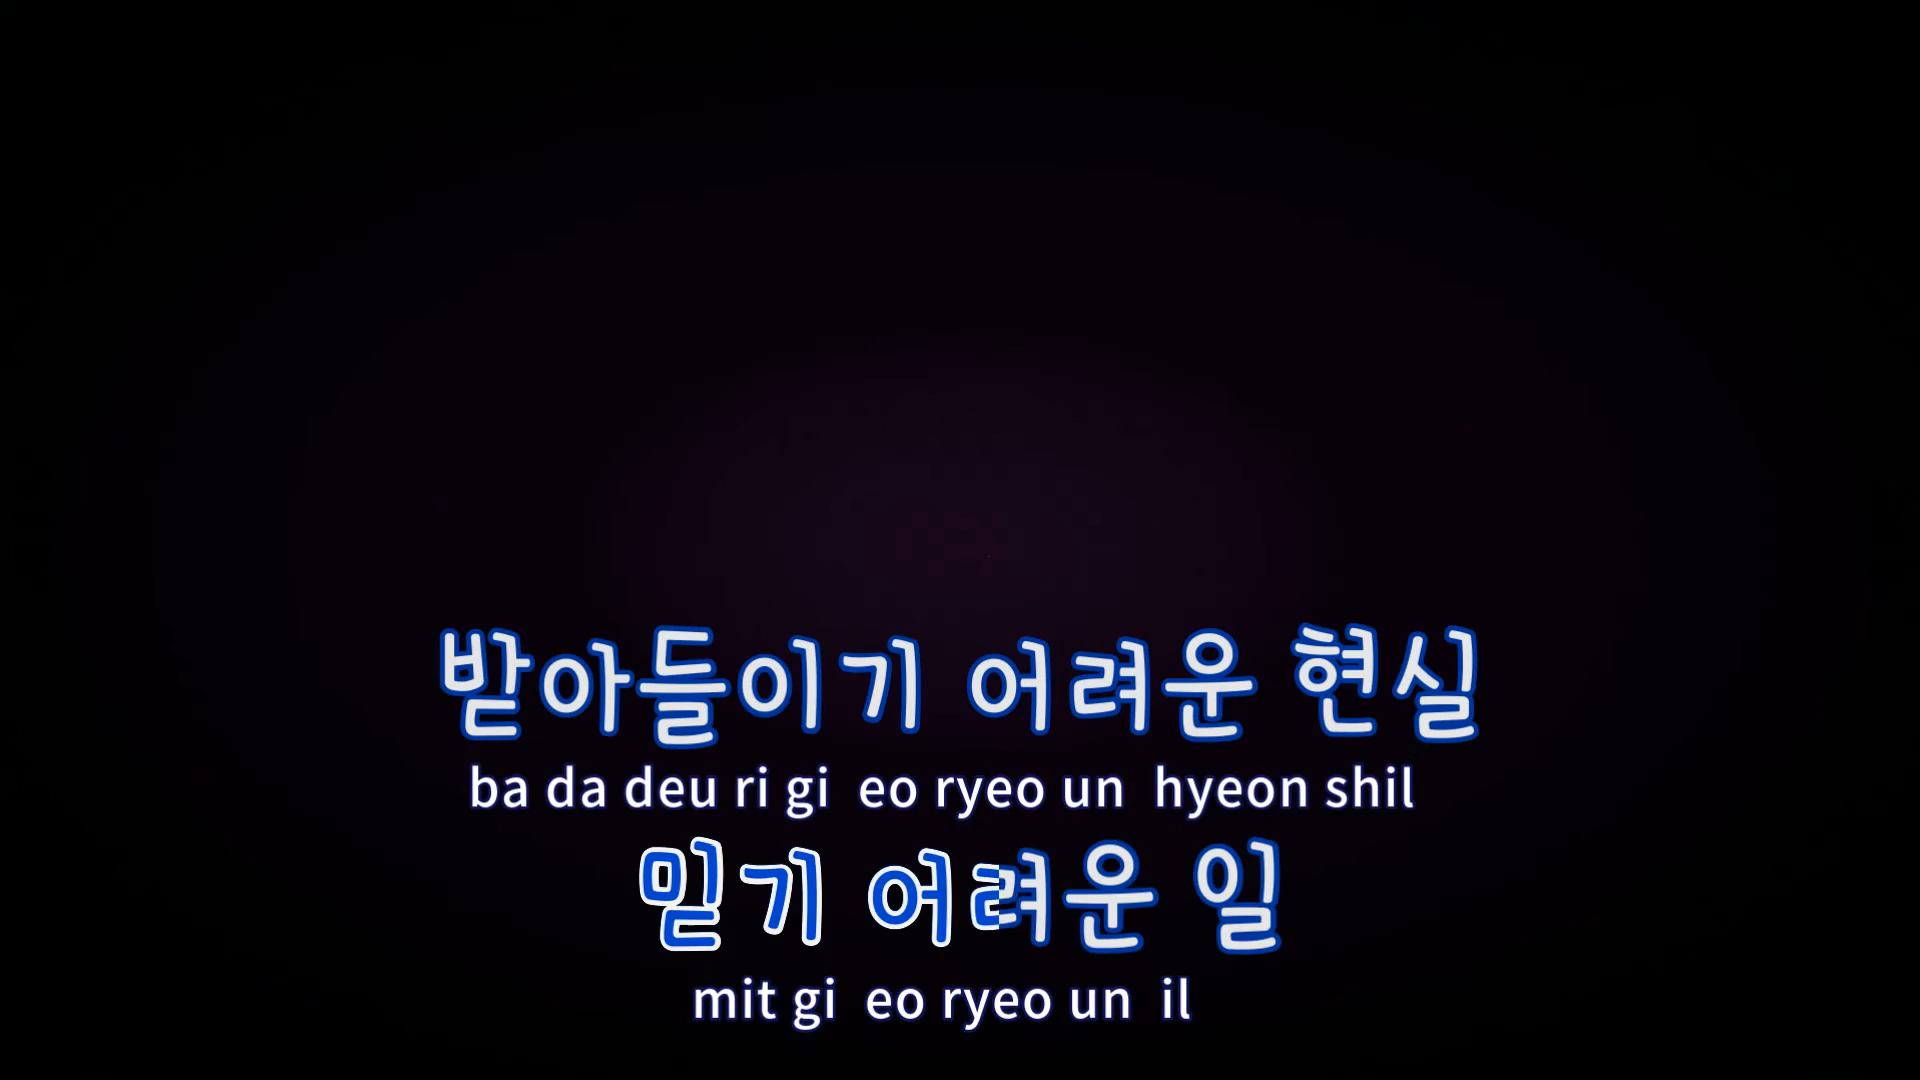 받아들이기 어려운 현실
ba da deu ri gi eo ryeo un hyeon shil
믿기 어려운 일
mit gi eo ryeo un il